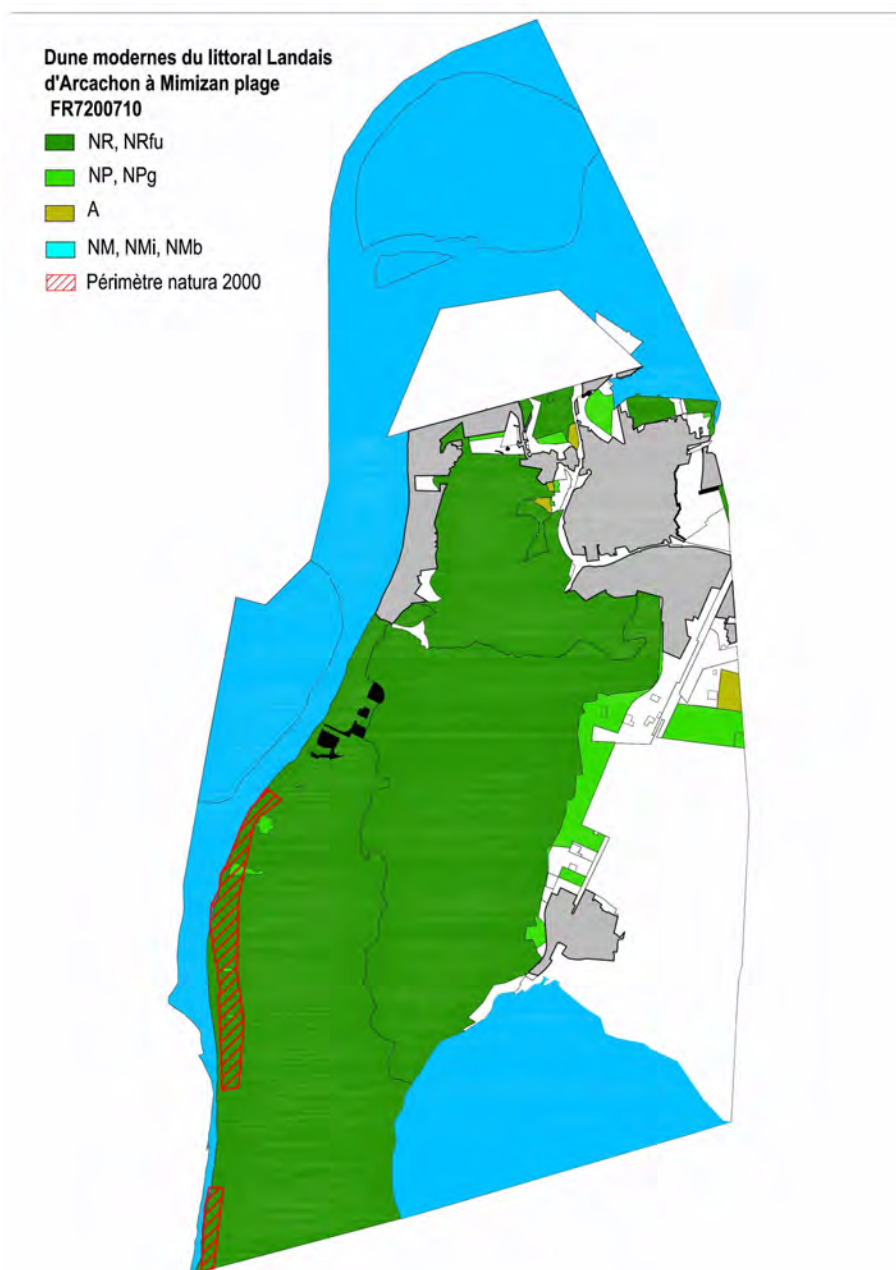 Dune modernes du littoral Landais
d'Arcachon à Mimizan plage
FR7200710
NR, NRfu
NP, NPg
A
NM, NMi, NMb
Périmètre natura 2000